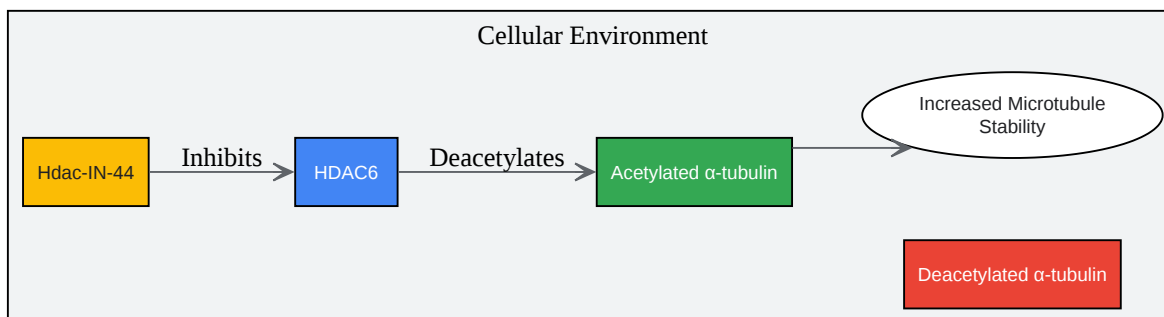 Cellular Environment
Increased Microtubule
Stability
Hdac-IN-44
Inhibits
HDAC6
Deacetylates
Acetylated α-tubulin
Deacetylated α-tubulin